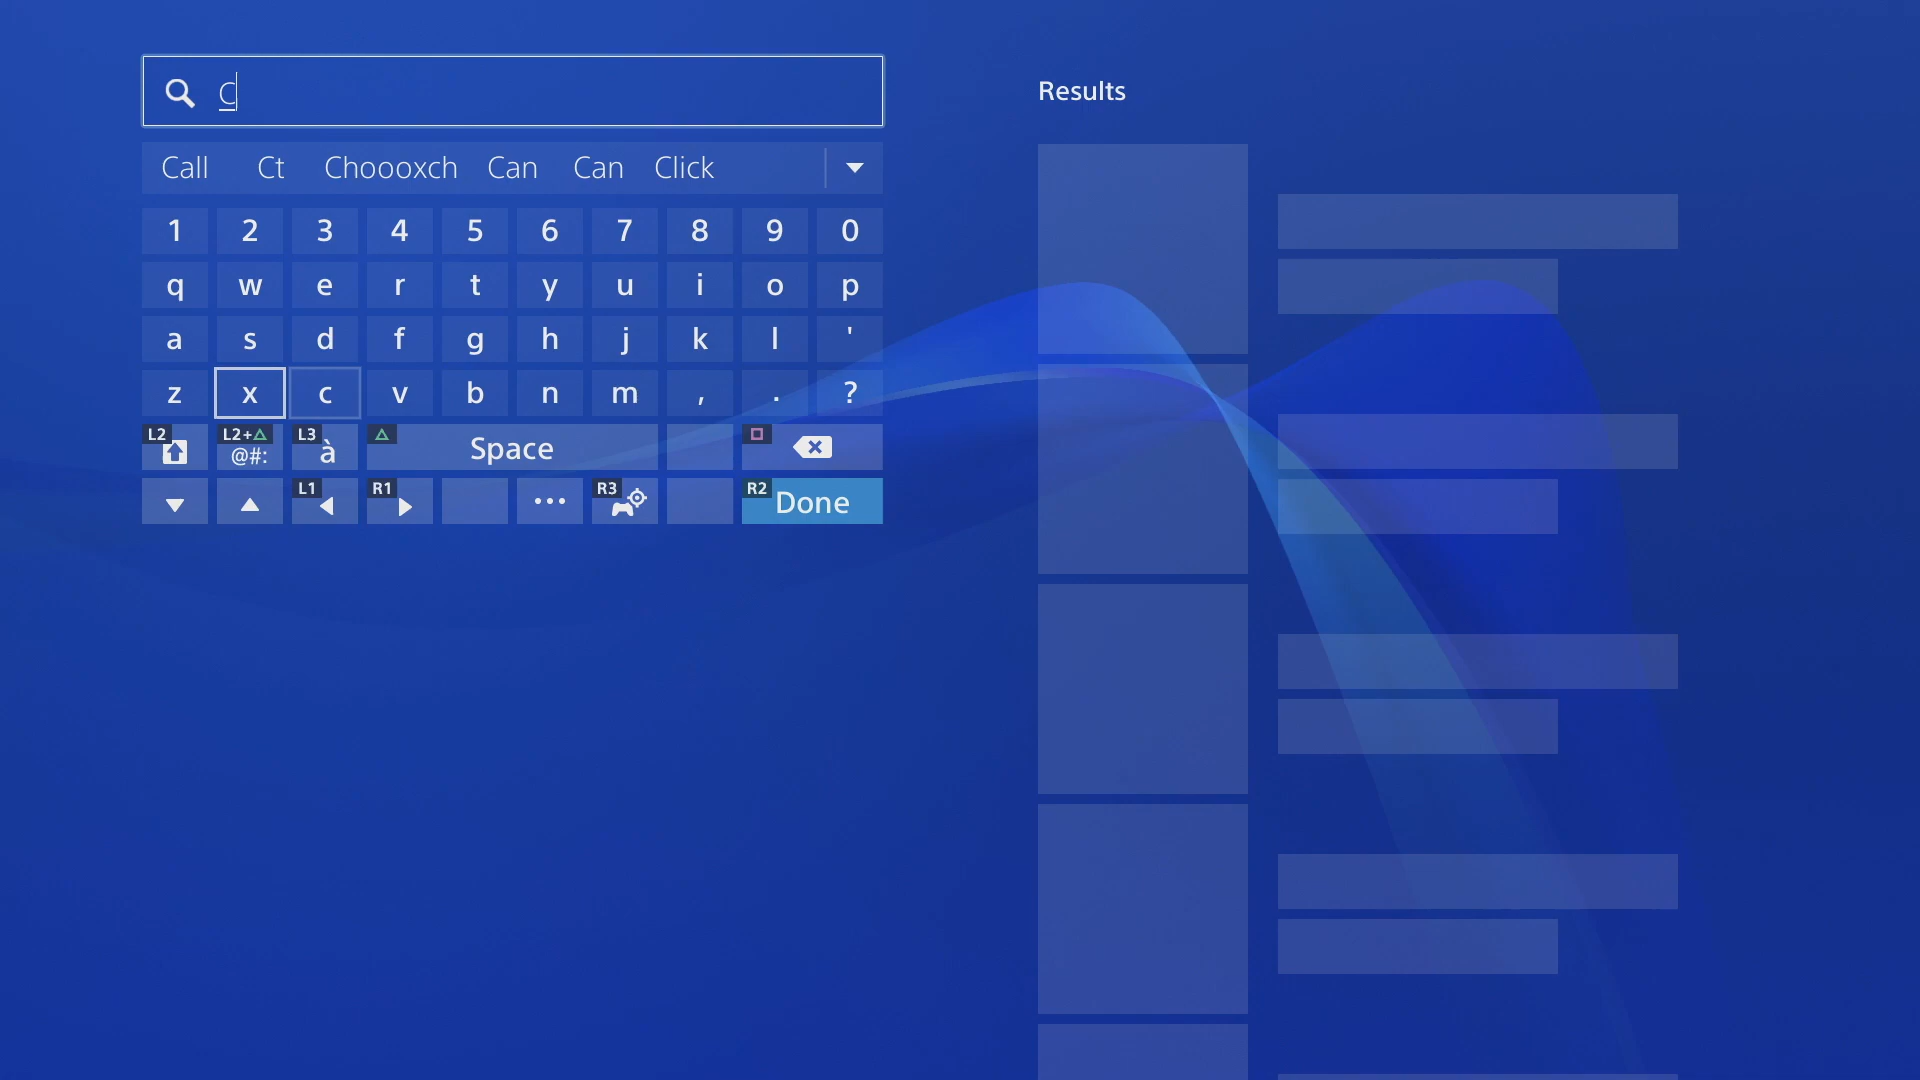 C
Results
Call Ct Choooxch Can Can Click
1 2 3 4 5 6 7 8 9 0
q w e r t y u i o p
a s d f g h j k l '
z x c v b n m , . ?
L2 L2+△ @#: L3 à △ Space □
L1 R1 ... R3 R2 Done